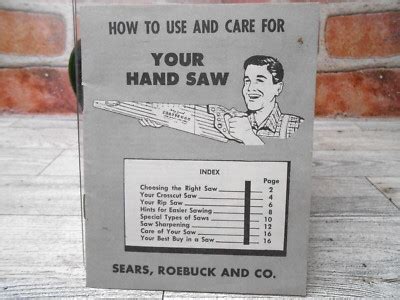 HOW TO USE AND CARE FOR
YOUR
HAND SAW
CRAFTSMAN
INDEX
Page
Choosing the Right Saw 2
Your Crosscut Saw 4
Your Rip Saw 6
Hints for Easier Sawing 8
Special Types of Saws 10
Saw Sharpening 12
Care of Your Saw 16
Your Best Buy in a Saw 16
SEARS, ROEBUCK AND CO.